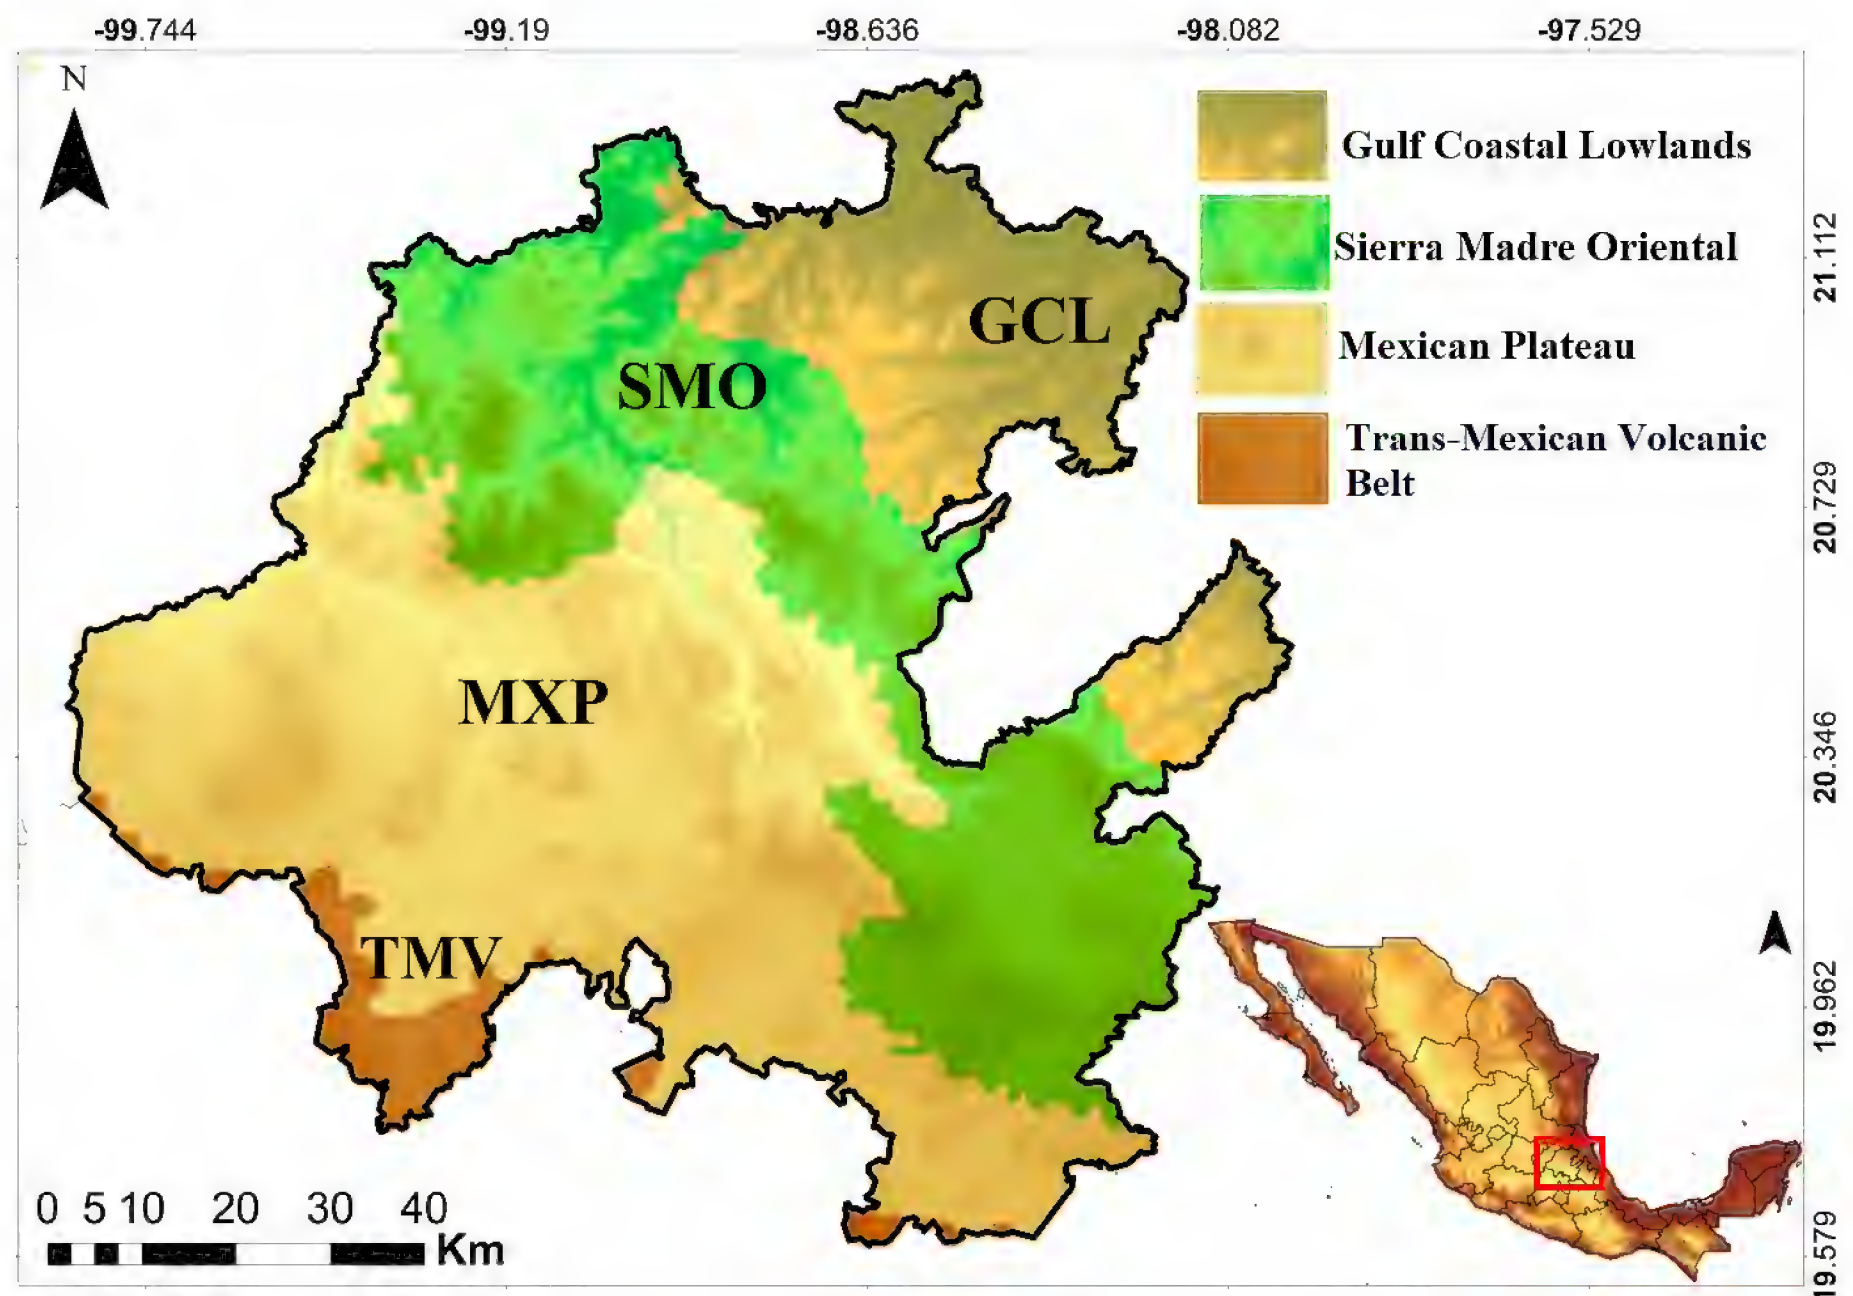 -99.744 -99.19 -98.636 -98.082 -97.529
N
Gulf Coastal Lowlands
Sierra Madre Oriental
Mexican Plateau
Trans-Mexican Volcanic
Belt
GCL
SMO
MXP
TMV
21.112
20.729
20.346
19.962
19.579
0 5 10 20 30 40
Km